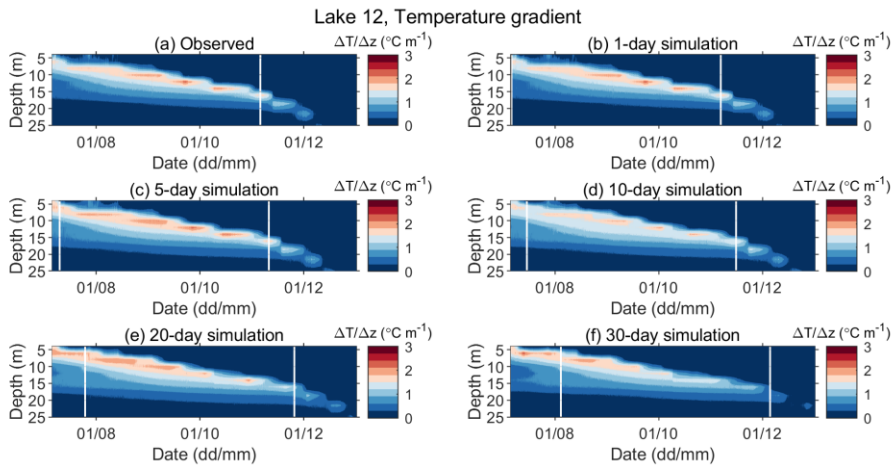 Lake 12, Temperature gradient
(a) Observed
ΔT/Δz (°C m⁻¹)
Depth (m)
5
10
15
20
25
01/08
01/10
01/12
Date (dd/mm)
3
2
1
0
(b) 1-day simulation
ΔT/Δz (°C m⁻¹)
Depth (m)
5
10
15
20
25
01/08
01/10
01/12
Date (dd/mm)
3
2
1
0
(c) 5-day simulation
ΔT/Δz (°C m⁻¹)
Depth (m)
5
10
15
20
25
01/08
01/10
01/12
Date (dd/mm)
3
2
1
0
(d) 10-day simulation
ΔT/Δz (°C m⁻¹)
Depth (m)
5
10
15
20
25
01/08
01/10
01/12
Date (dd/mm)
3
2
1
0
(e) 20-day simulation
ΔT/Δz (°C m⁻¹)
Depth (m)
5
10
15
20
25
01/08
01/10
01/12
Date (dd/mm)
3
2
1
0
(f) 30-day simulation
ΔT/Δz (°C m⁻¹)
Depth (m)
5
10
15
20
25
01/08
01/10
01/12
Date (dd/mm)
3
2
1
0